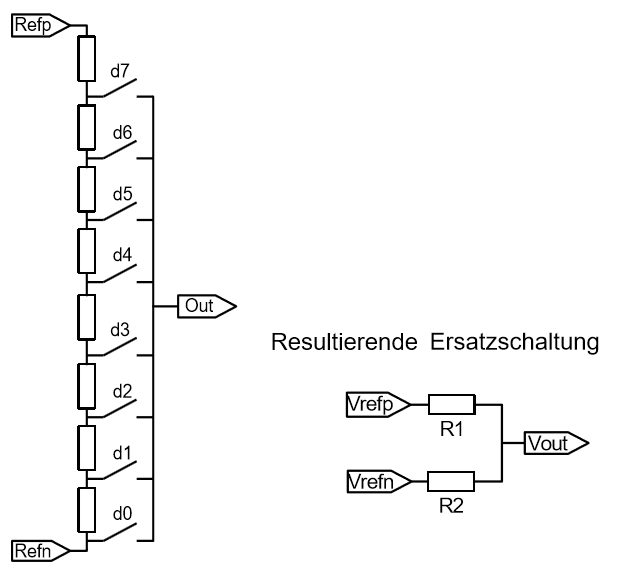 Refp
d7
d6
d5
d4
Out
d3
d2
d1
d0
Refn
Resultierende Ersatzschaltung
Vrefp
R1
Vout
Vrefn
R2